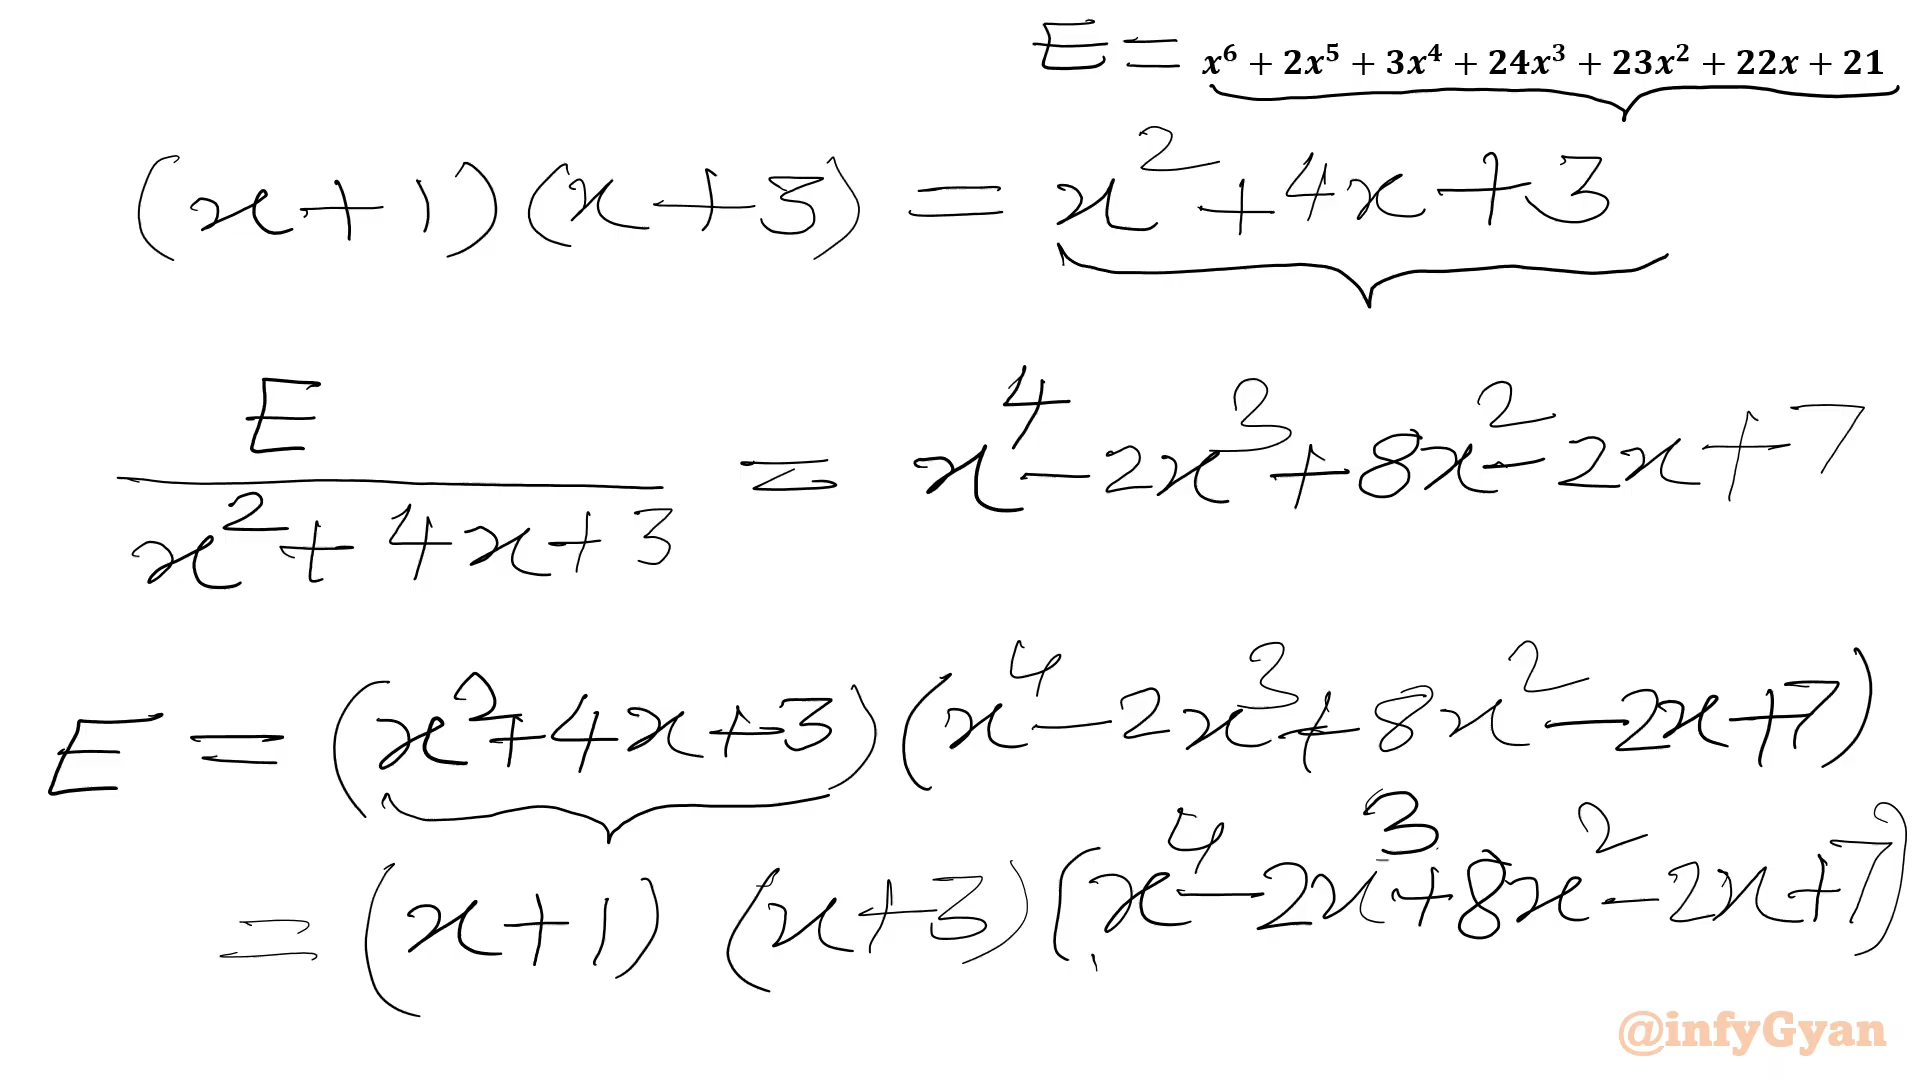 E = x⁶ + 2x⁵ + 3x⁴ + 24x³ + 23x² + 22x + 21
(x+1)(x+3) = x² + 4x + 3
E / x² + 4x + 3 = x⁴ - 2x³ + 8x² - 2x + 7
E = (x² + 4x + 3)(x⁴ - 2x³ + 8x² - 2x + 7)
= (x+1)(x+3)(x⁴ - 2x³ + 8x² - 2x + 7)
@infyGyan